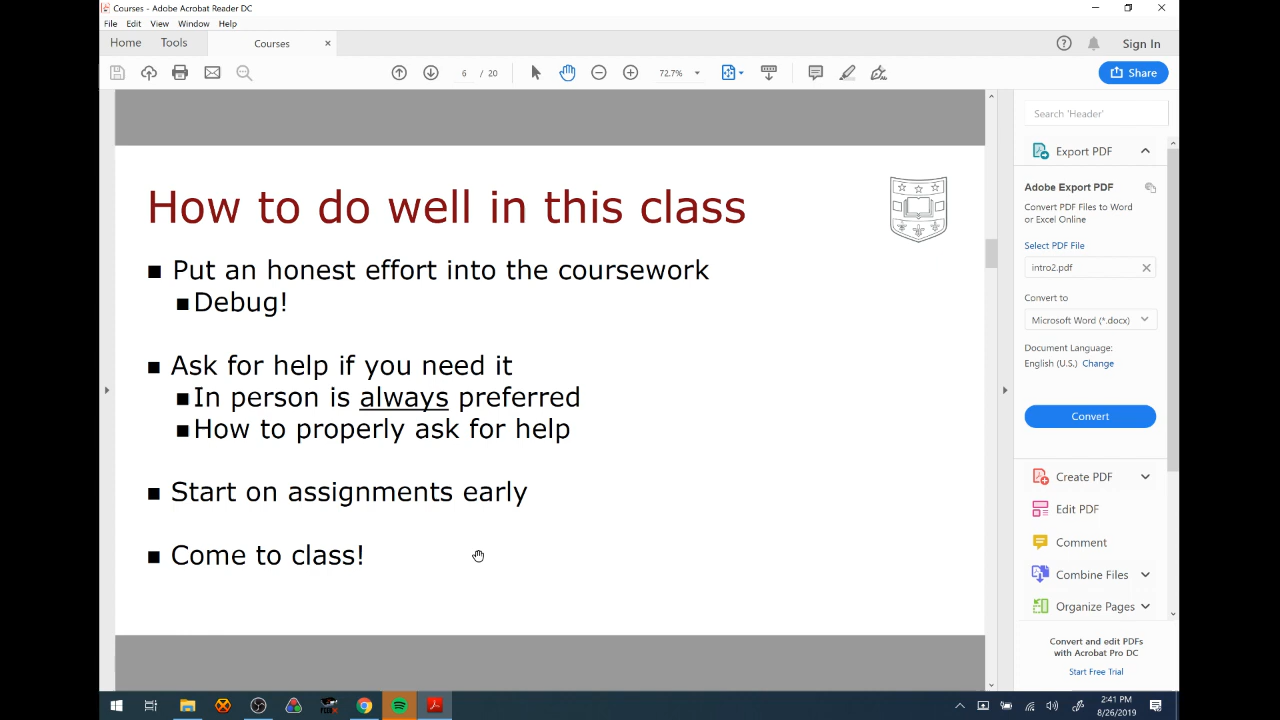 Courses - Adobe Acrobat Reader DC
File Edit View Window Help
Home Tools Courses Sign In
6 / 20 72.7% Share
Search 'Header'
How to do well in this class
Put an honest effort into the coursework
Debug!
Ask for help if you need it
In person is always preferred
How to properly ask for help
Start on assignments early
Come to class!
Export PDF
Adobe Export PDF
Convert PDF Files to Word
or Excel Online
Select PDF File
intro2.pdf
Convert to
Microsoft Word (*.docx)
Document Language:
English (U.S.) Change
Convert
Create PDF
Edit PDF
Comment
Combine Files
Organize Pages
Convert and edit PDFs
with Acrobat Pro DC
Start Free Trial
2:41 PM
8/26/2019